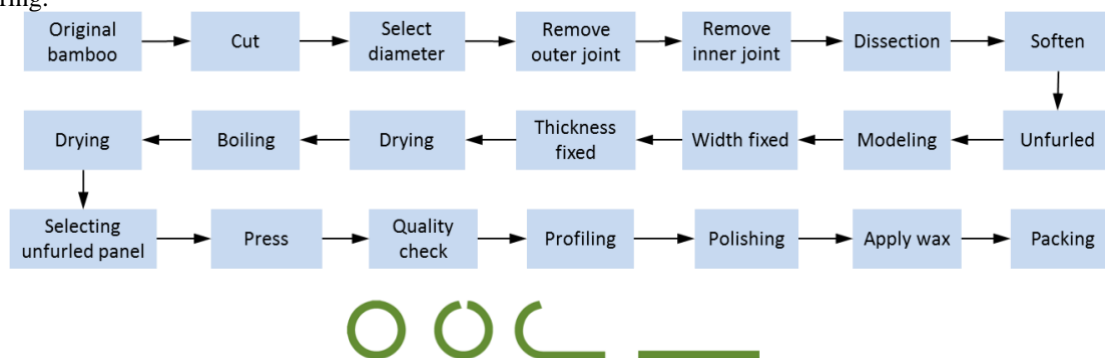 Original
bamboo
Cut
Select
diameter
Remove
outer joint
Remove
inner joint
Dissection
Soften
Unfurled
Modeling
Width fixed
Thickness
fixed
Drying
Boiling
Drying
Selecting
unfurled panel
Press
Quality
check
Profiling
Polishing
Apply wax
Packing